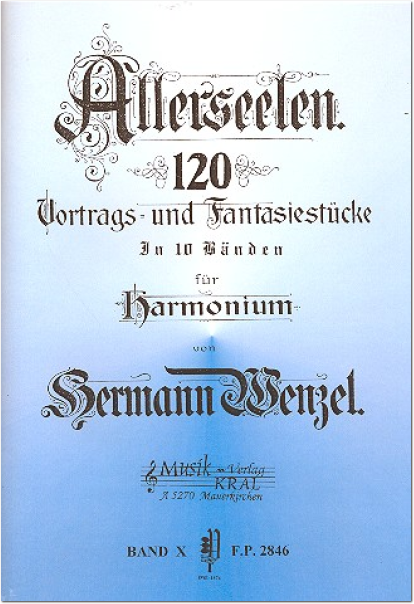 Allerseelen.
120
Vortrags- und Fantasiestücke
In 10 Bänden
für
Harmonium
von
Hermann Wenzel.
Musik - Verlag
KRAL
A 5270 Mauerkirchen
BAND X F.P. 2846